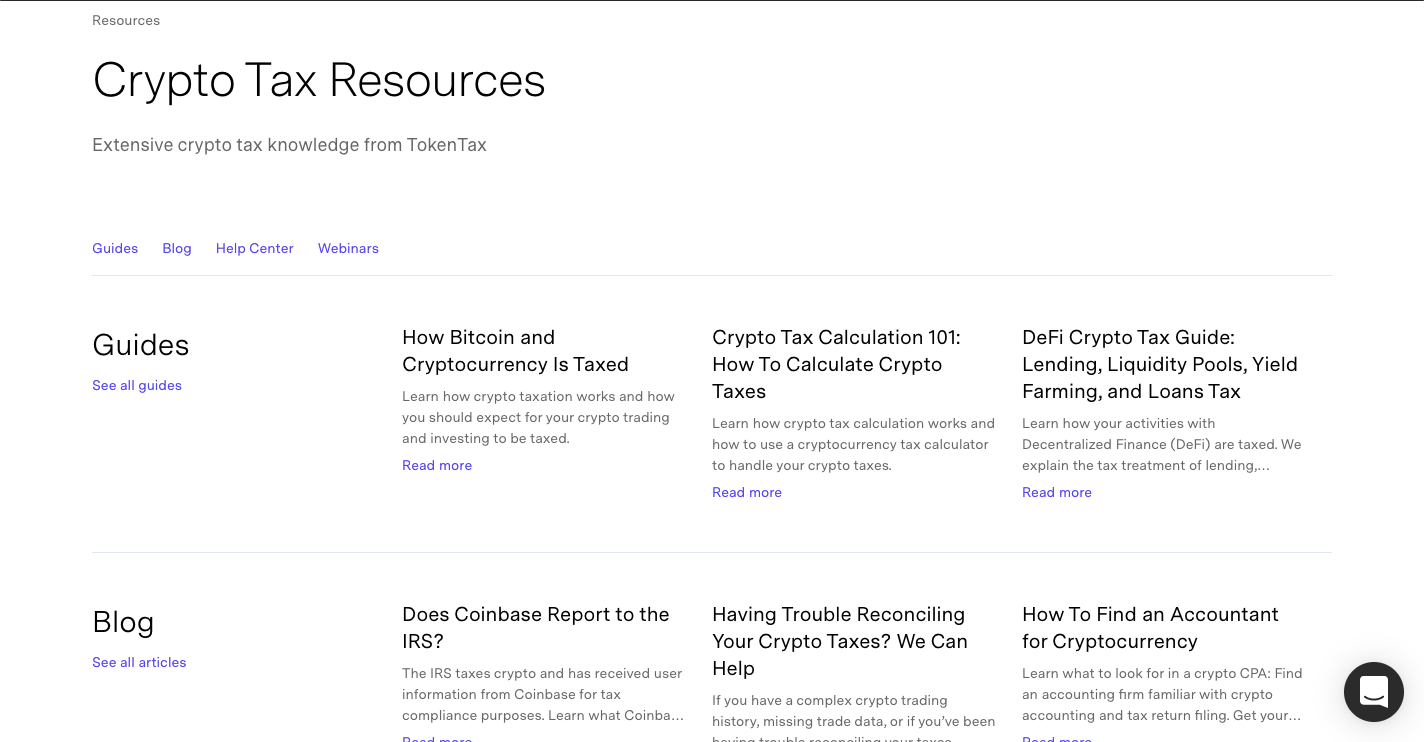 Resources
Crypto Tax Resources
Extensive crypto tax knowledge from TokenTax
Guides Blog Help Center Webinars
Guides
See all guides
How Bitcoin and
Cryptocurrency Is Taxed
Learn how crypto taxation works and how
you should expect for your crypto trading
and investing to be taxed.
Read more
Crypto Tax Calculation 101:
How To Calculate Crypto
Taxes
Learn how crypto tax calculation works and
how to use a cryptocurrency tax calculator
to handle your crypto taxes.
Read more
DeFi Crypto Tax Guide:
Lending, Liquidity Pools, Yield
Farming, and Loans Tax
Learn how your activities with
Decentralized Finance (DeFi) are taxed. We
explain the tax treatment of lending,…
Read more
Blog
See all articles
Does Coinbase Report to the
IRS?
The IRS taxes crypto and has received user
information from Coinbase for tax
compliance purposes. Learn what Coinba…
Read more
Having Trouble Reconciling
Your Crypto Taxes? We Can
Help
If you have a complex crypto trading
history, missing trade data, or if you’ve been
having trouble reconciling your taxes
How To Find an Accountant
for Cryptocurrency
Learn what to look for in a crypto CPA: Find
an accounting firm familiar with crypto
accounting and tax return filing. Get your…
Read more